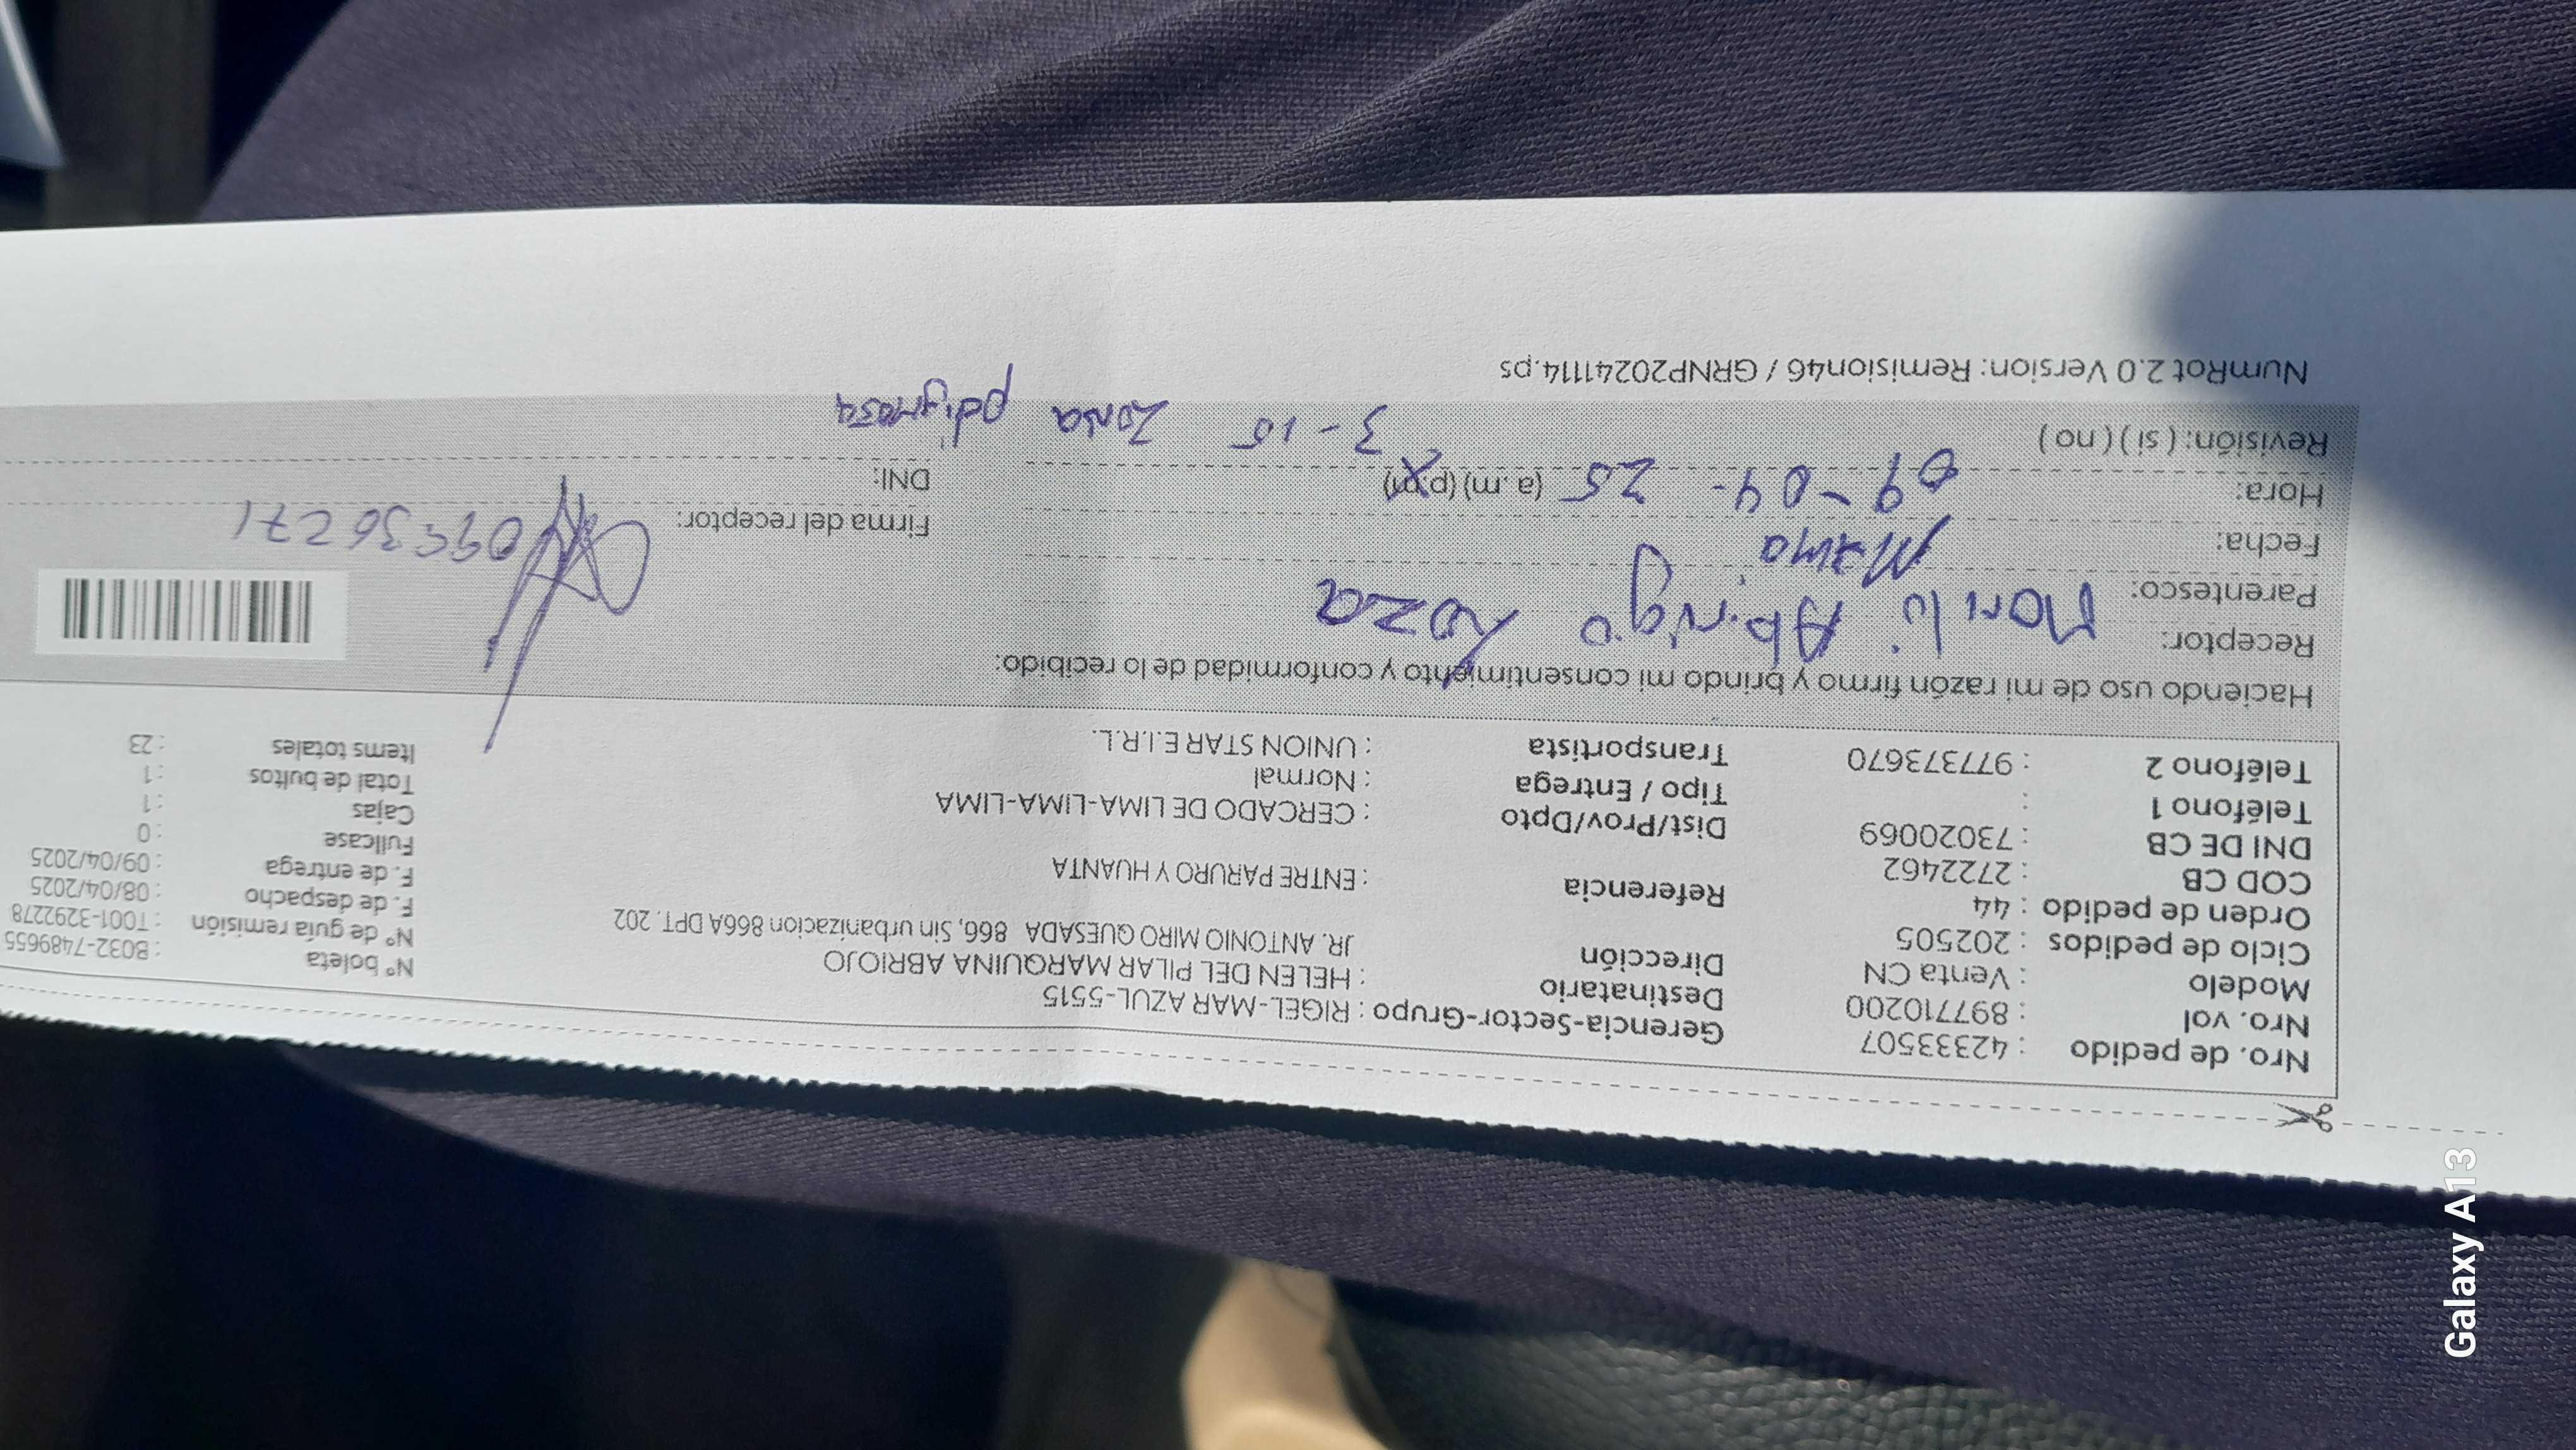 Nro. de pedido : 42333507
Nro. vol : 897710200
Modelo : Venta CN
Ciclo de pedidos : 202505
Orden de pedido : 44
COD CB : 2722462
DNI DE CB : 73020069
Teléfono 1 :
Teléfono 2 : 977373670
Gerencia-Sector-Grupo : RIGEL-MAR AZUL-5515
Destinatario : HELEN DEL PILAR MARQUINA ABRIOJO
Dirección JR. ANTONIO MIRO QUESADA 866, Sin urbanizacion 866A DPT. 202
Referencia : ENTRE PARURO Y HUANTA
Dist/Prov/Dpto : CERCADO DE LIMA-LIMA-LIMA
Tipo / Entrega : Normal
Transportista : UNION STAR E.I.R.L.
N° boleta : B032-7489655
N° de guía remisión : T001-3292278
F. de despacho : 08/04/2025
F. de entrega : 09/04/2025
Fullcase : 0
Cajas : 1
Total de bultos : 1
Items totales : 23
Haciendo uso de mi razón firmo y brindo mi consentimiento y conformidad de lo recibido:
Receptor: Loza
Parentesco: Mama
Fecha: 09-04-25
Hora: (a.m) (p.m) 3-15
Revisión: ( si ) ( no )
Zona
Firma del receptor:
DNI:
NumRot 2.0 Version: Remision46 / GRNP20241114.ps
Galaxy A13